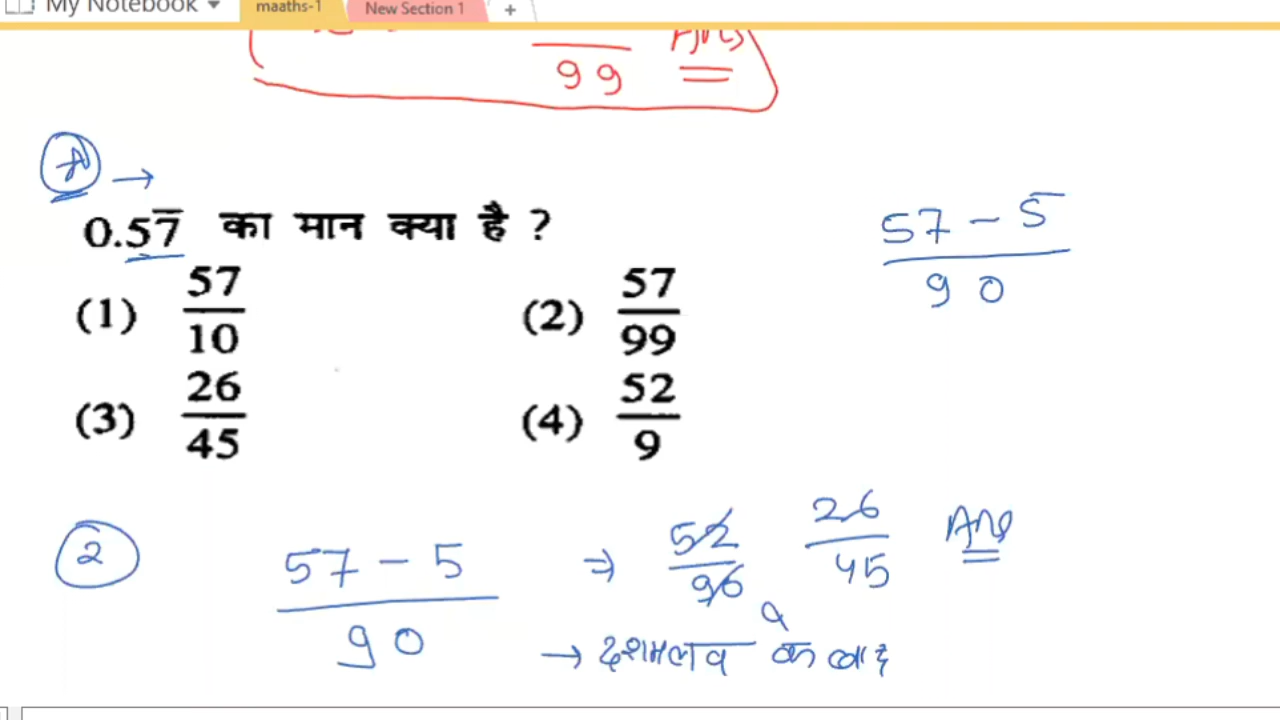 My Notebook maaths-1 New Section 1 +
99 Ans
A →
0.57̅ का मान क्या है ?
57 - 5
90
(1) 57/10 (2) 57/99
(3) 26/45 (4) 52/9
2
57 - 5 ⇒ 52/90 26/45 Ans
90
→ दशमलव के बाद